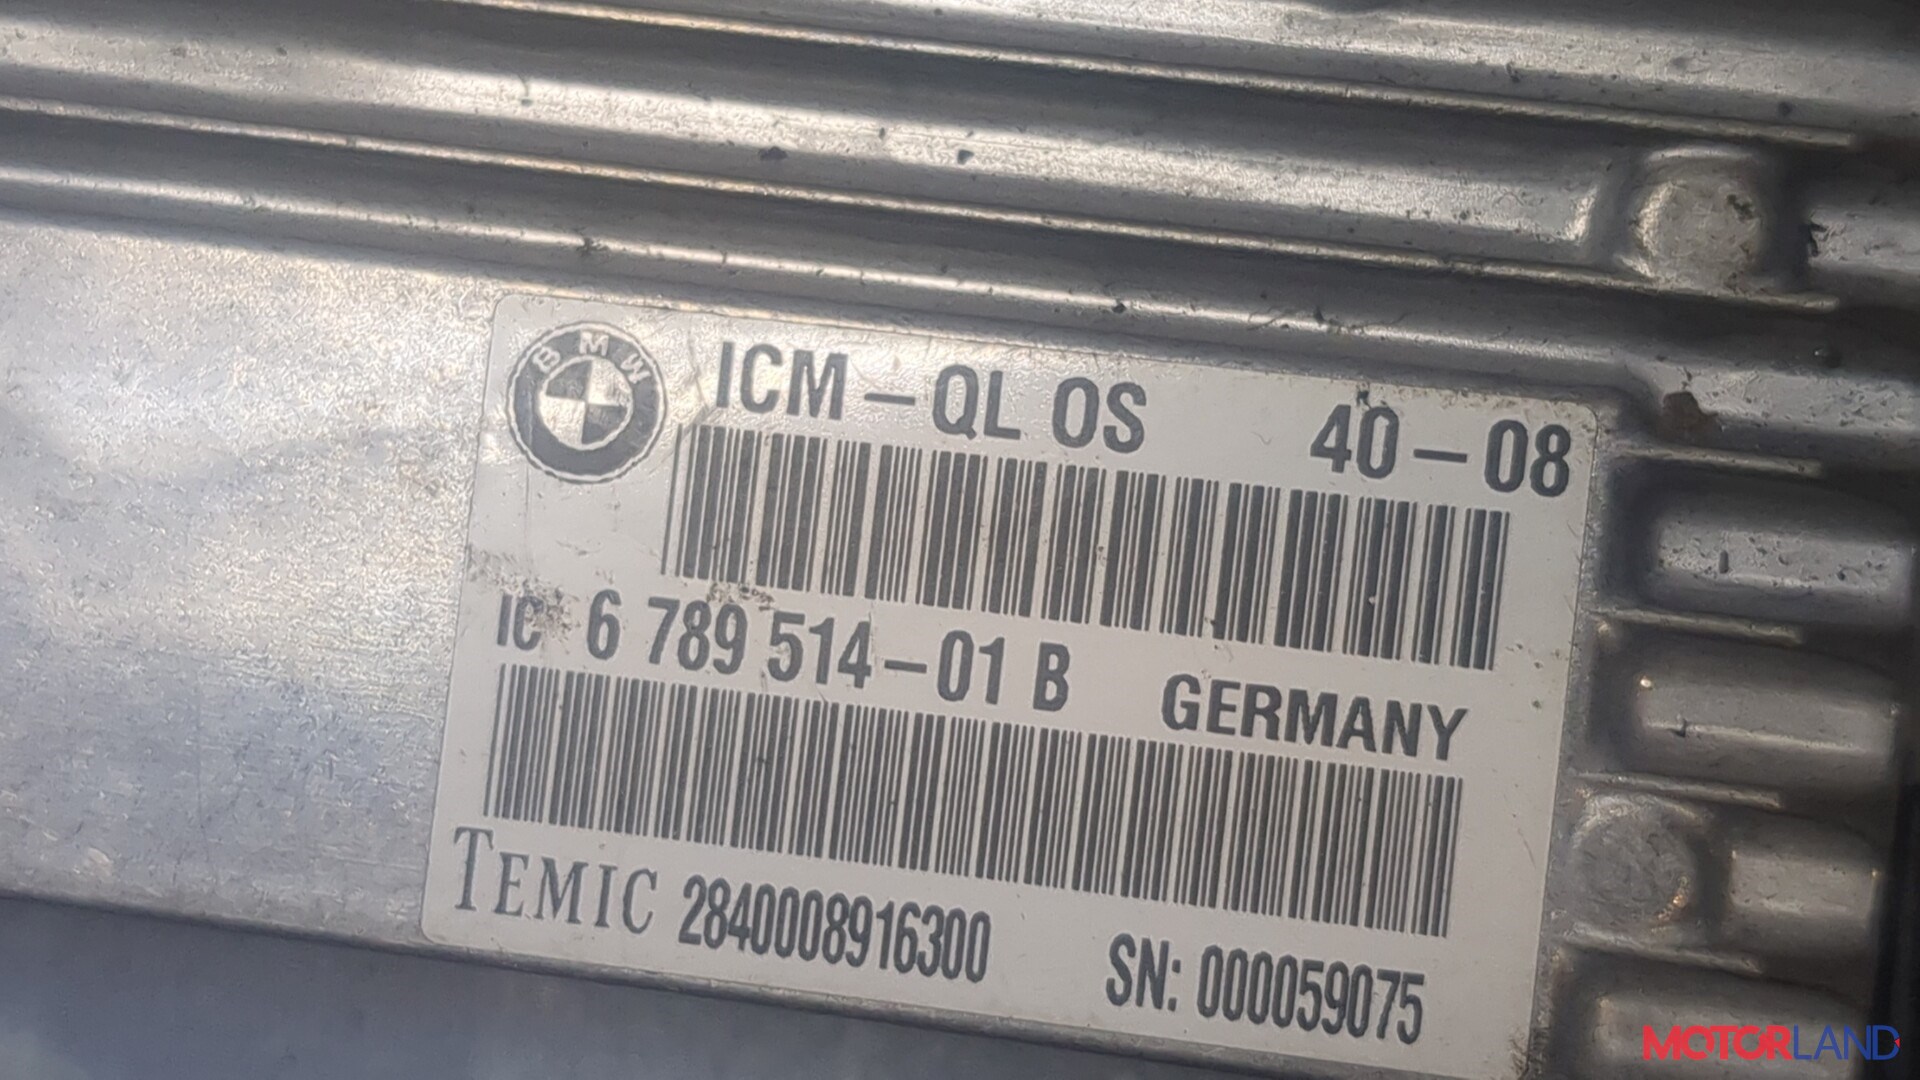 BMW
ICM – QL OS 40 – 08
IC 6 789 514 – 01 B GERMANY
TEMIC 2840008916300 SN: 000059075
MOTORLAND